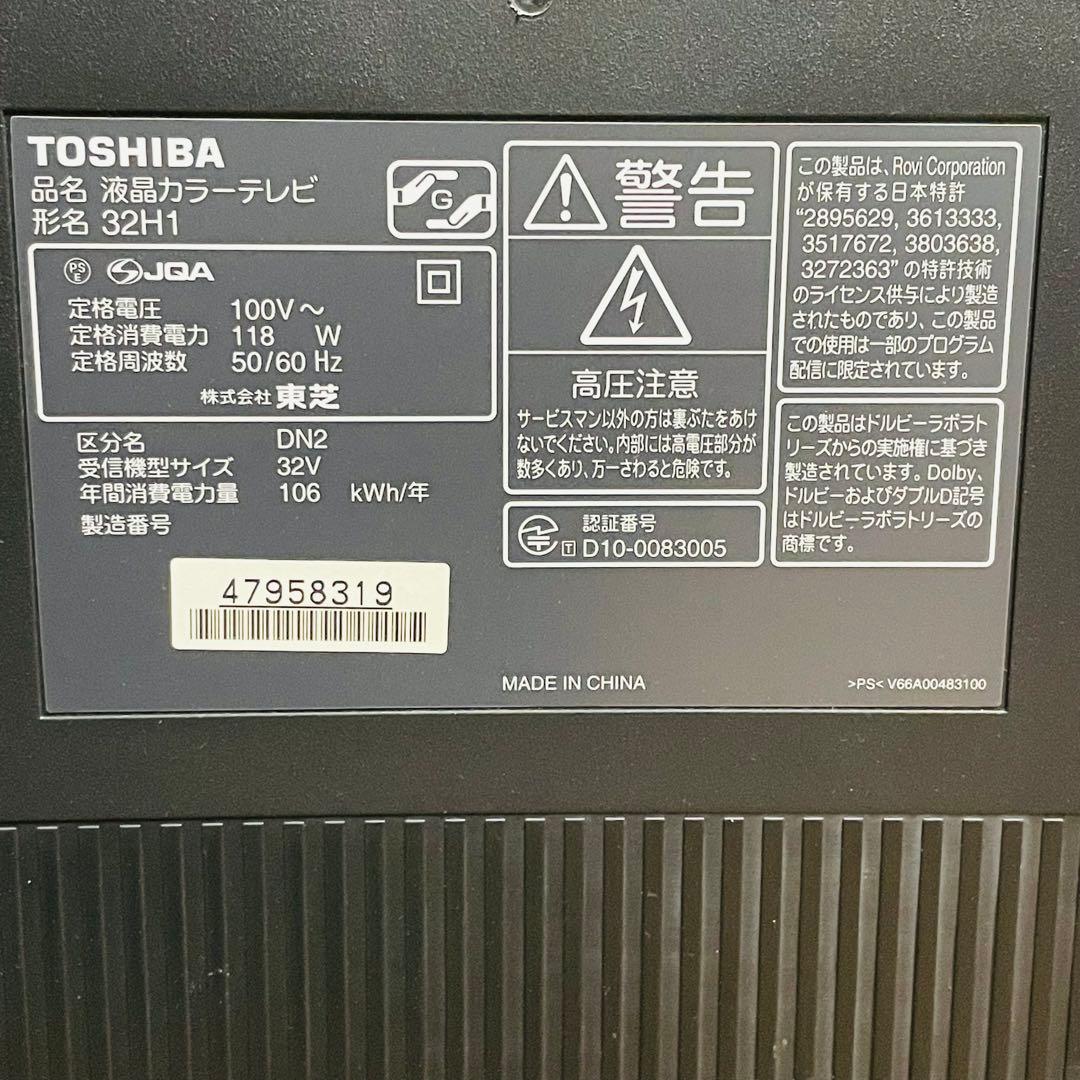 TOSHIBA
品名 液晶カラーテレビ
形名 32H1
G
PS
E
JQA
定格電圧 100V～
定格消費電力 118 W
定格周波数 50/60 Hz
株式会社 東芝
区分名 DN2
受信機型サイズ 32V
年間消費電力量 106 kWh/年
製造番号
47958319
警告
高圧注意
サービスマン以外の方は裏ぶたをあけ
ないでください。内部には高電圧部分が
数多くあり、万一さわると危険です。
認証番号
T D10-0083005
この製品は、Rovi Corporation
が保有する日本特許
“2895629, 3613333,
3517672, 3803638,
3272363”の特許技術
のライセンス供与により製造
されたものであり、この製品
での使用は一部のプログラム
配信に限定されています。
この製品はドルビーラボラト
リーズからの実施権に基づき
製造されています。Dolby、
ドルビーおよびダブルD記号
はドルビーラボラトリーズの
商標です。
MADE IN CHINA
>PS< V66A00483100